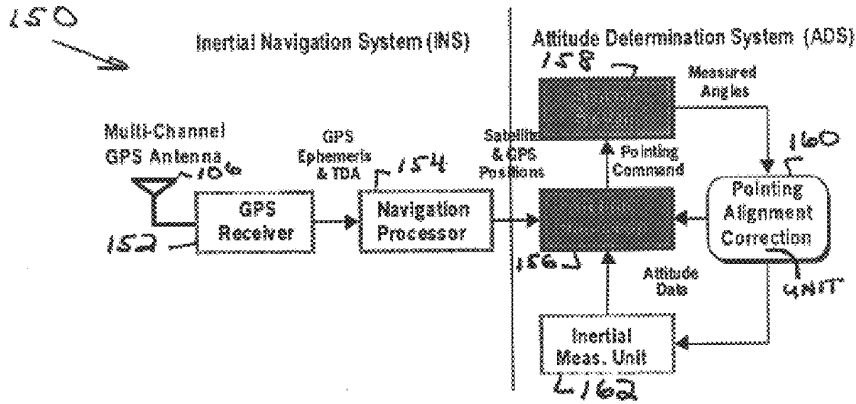 150
Inertial Navigation System (INS)
Attitude Determination System (ADS)
158
Measured
Angles
Multi-Channel
GPS Antenna
106
GPS
Ephemeris
& TDA
154
Satellite
& GPS
Positions
Pointing
Command
160
GPS
Receiver
152
Navigation
Processor
156
Pointing
Alignment
Correction
UNIT
Attitude
Data
Inertial
Meas. Unit
162